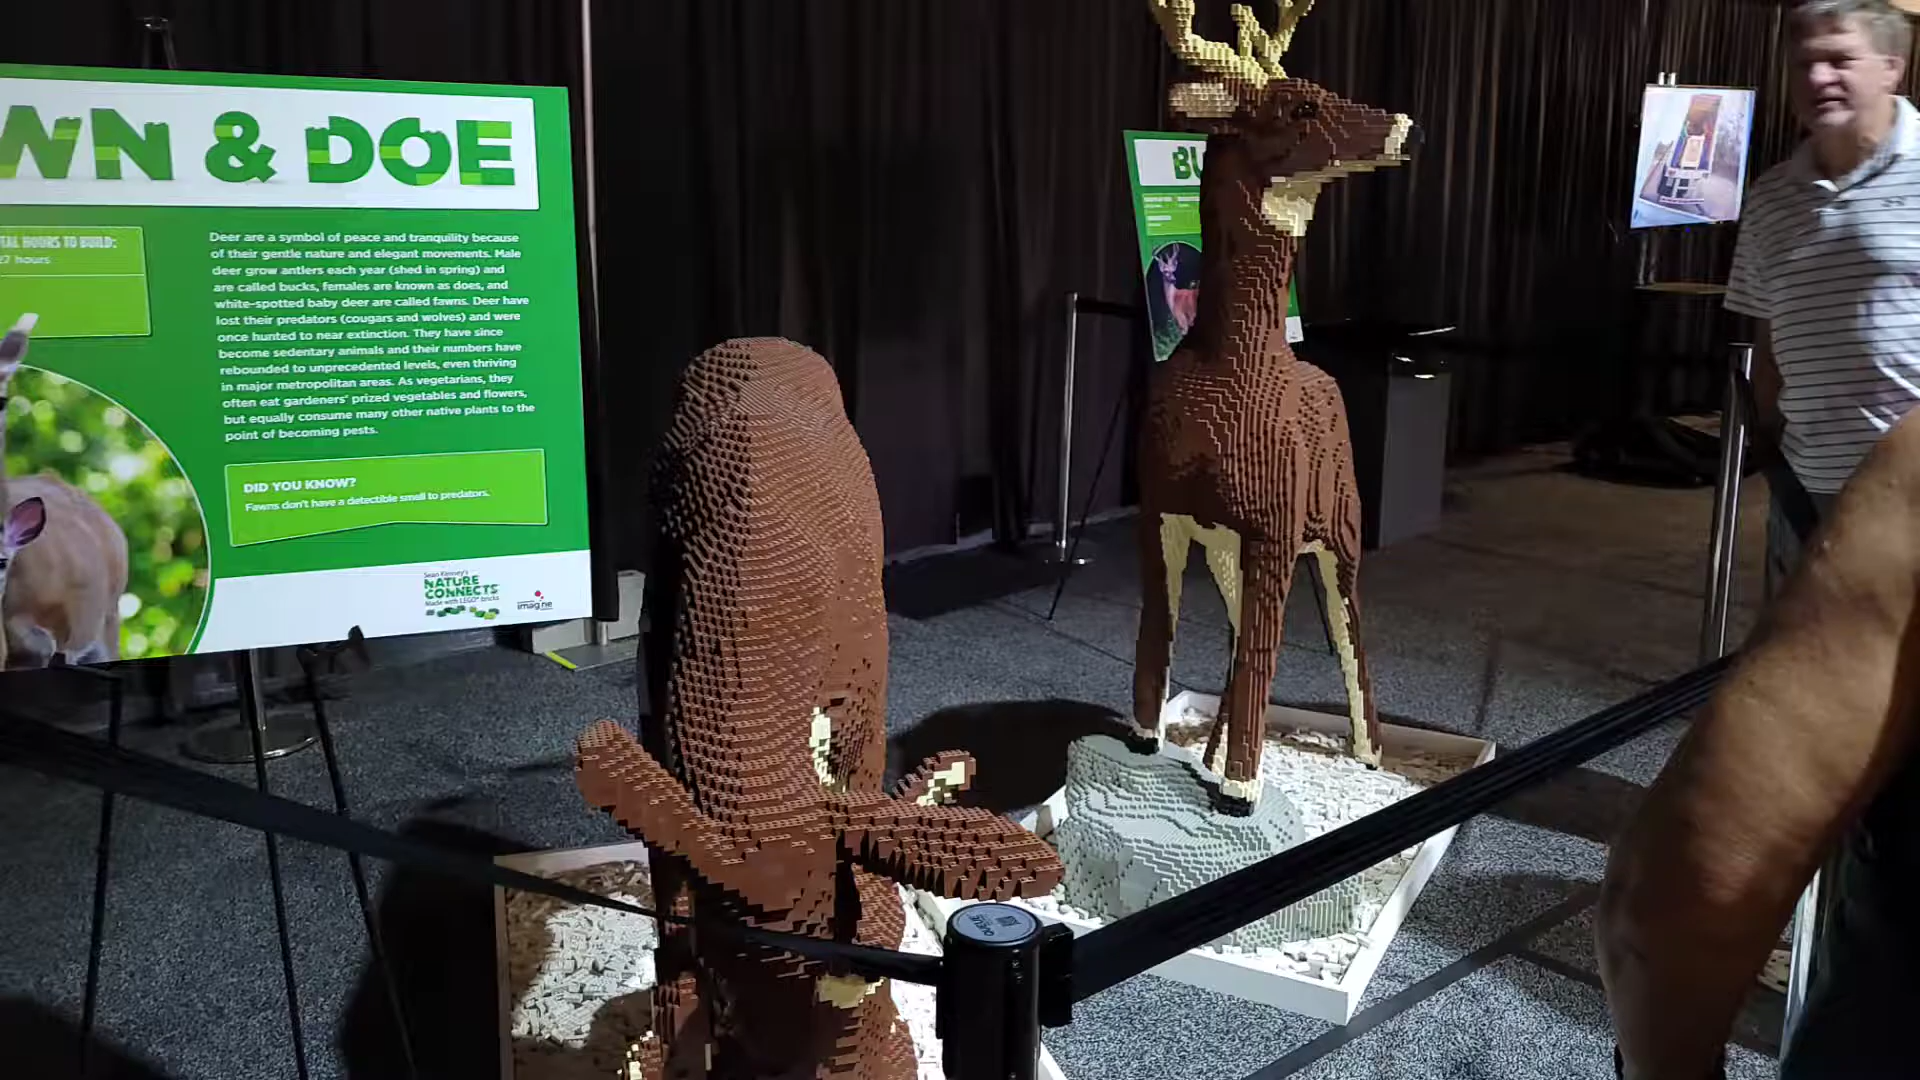 WN & DOE
TAL HOURS TO BUILD:
27 hours
Deer are a symbol of peace and tranquility because
of their gentle nature and elegant movements. Male
deer grow antlers each year (shed in spring) and
are called bucks, females are known as does, and
white-spotted baby deer are called fawns. Deer have
lost their predators (cougars and wolves) and were
once hunted to near extinction. They have since
become sedentary animals and their numbers have
rebounded to unprecedented levels, even thriving
in major metropolitan areas. As vegetarians, they
often eat gardeners' prized vegetables and flowers,
but equally consume many other native plants to the
point of becoming pests.
DID YOU KNOW?
Fawns don't have a detectible smell to predators.
Sean Kenney's
NATURE
CONNECTS
Made with LEGO® bricks
imagine
BU